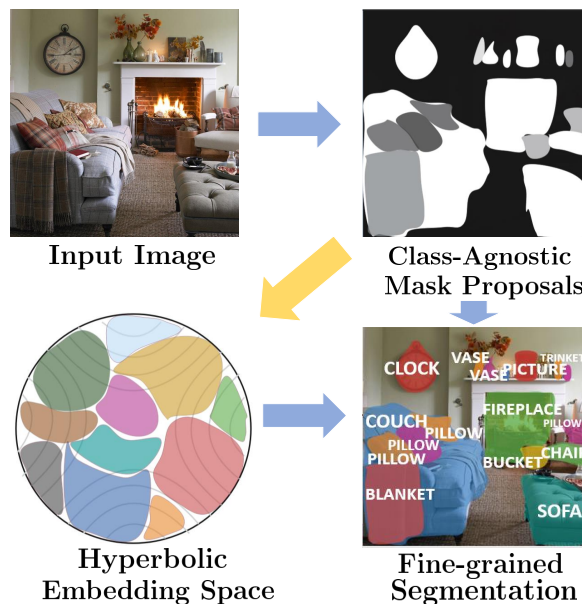 Input Image
Class-Agnostic
Mask Proposals
CLOCK
VASE
VASE
PICTURE
TRINKET
COUCH
PILLOW
PILLOW
PILLOW
FIREPLACE
PILLOW
BUCKET
CHAIR
BLANKET
SOFA
Hyperbolic
Embedding Space
Fine-grained
Segmentation